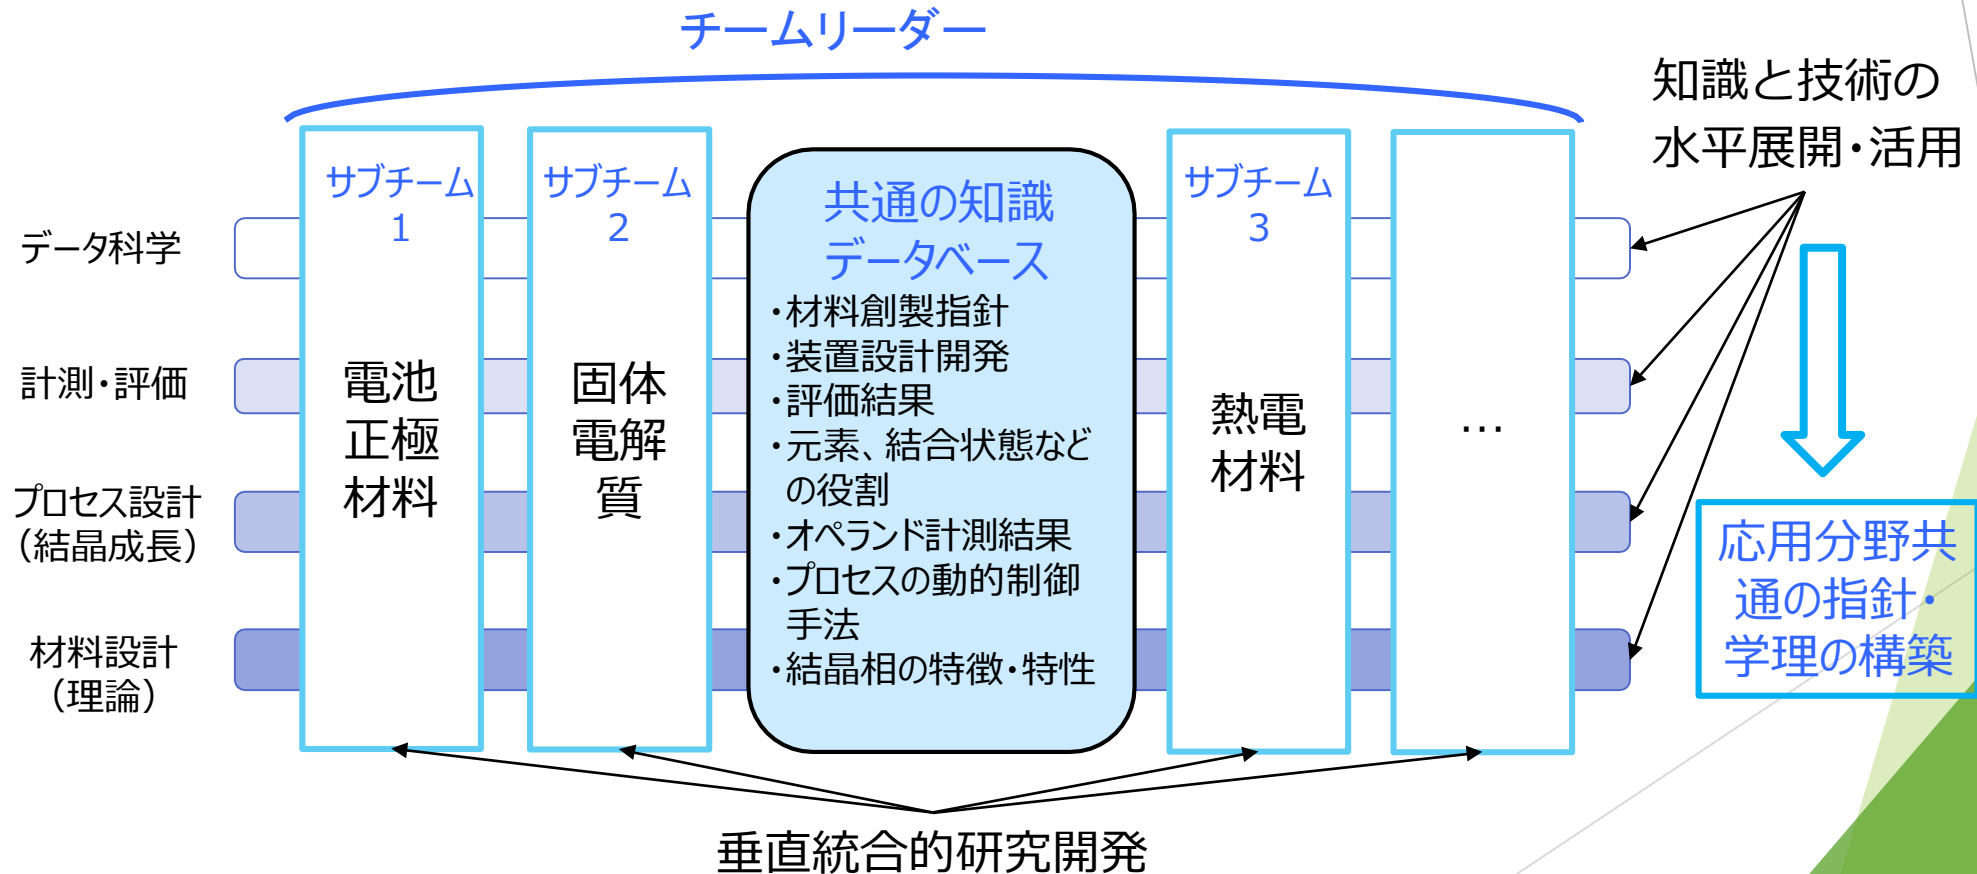 チームリーダー
知識と技術の
水平展開・活用
サブチーム
1
サブチーム
2
共通の知識
データベース
サブチーム
3
データ科学
計測・評価
プロセス設計
（結晶成長）
材料設計
（理論）
電池
正極
材料
固体
電解
質
・材料創製指針
・装置設計開発
・評価結果
・元素、結合状態など
の役割
・オペランド計測結果
・プロセスの動的制御
手法
・結晶相の特徴・特性
熱電
材料
…
応用分野共
通の指針・
学理の構築
垂直統合的研究開発